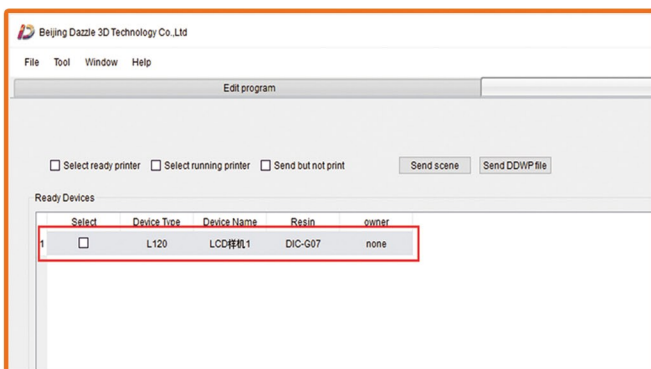 Beijing Dazzle 3D Technology Co.,Ltd
File Tool Window Help
Edit program
Select ready printer Select running printer Send but not print Send scene Send DDWP file
Ready Devices
Select Device Type Device Name Resin owner
1 L120 LCD样机1 DIC-G07 none